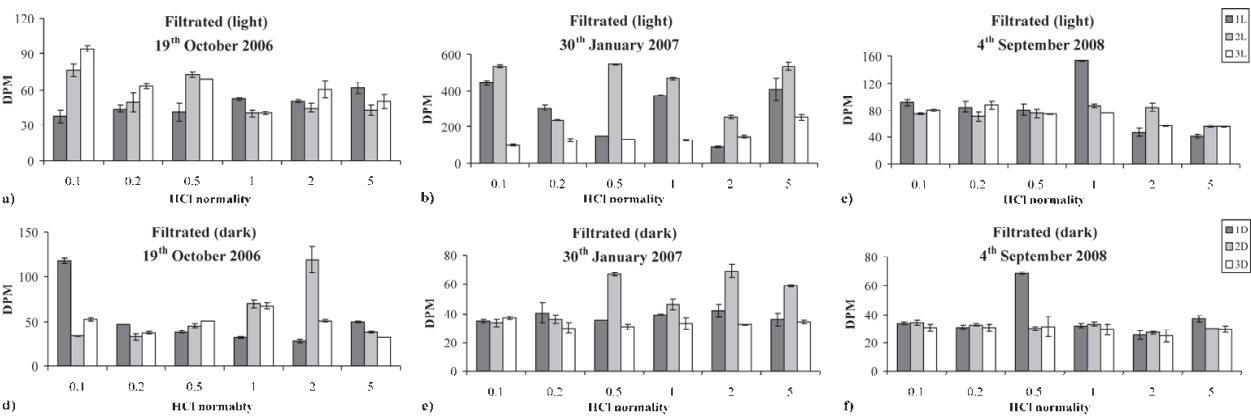 Filtrated (light)
19th October 2006
DPM
120
90
60
30
0
0.1 0.2 0.5 1 2 5
HCl normality
a)
Filtrated (light)
30th January 2007
DPM
600
400
200
0
0.1 0.2 0.5 1 2 5
HCl normality
b)
Filtrated (light)
4th September 2008
DPM
160
120
80
40
0
0.1 0.2 0.5 1 2 5
HCl normality
c)
1L
2L
3L
Filtrated (dark)
19th October 2006
DPM
150
100
50
0
0.1 0.2 0.5 1 2 5
HCl normality
d)
Filtrated (dark)
30th January 2007
DPM
80
60
40
20
0
0.1 0.2 0.5 1 2 5
HCl normality
e)
Filtrated (dark)
4th September 2008
DPM
80
60
40
20
0
0.1 0.2 0.5 1 2 5
HCl normality
f)
1D
2D
3D